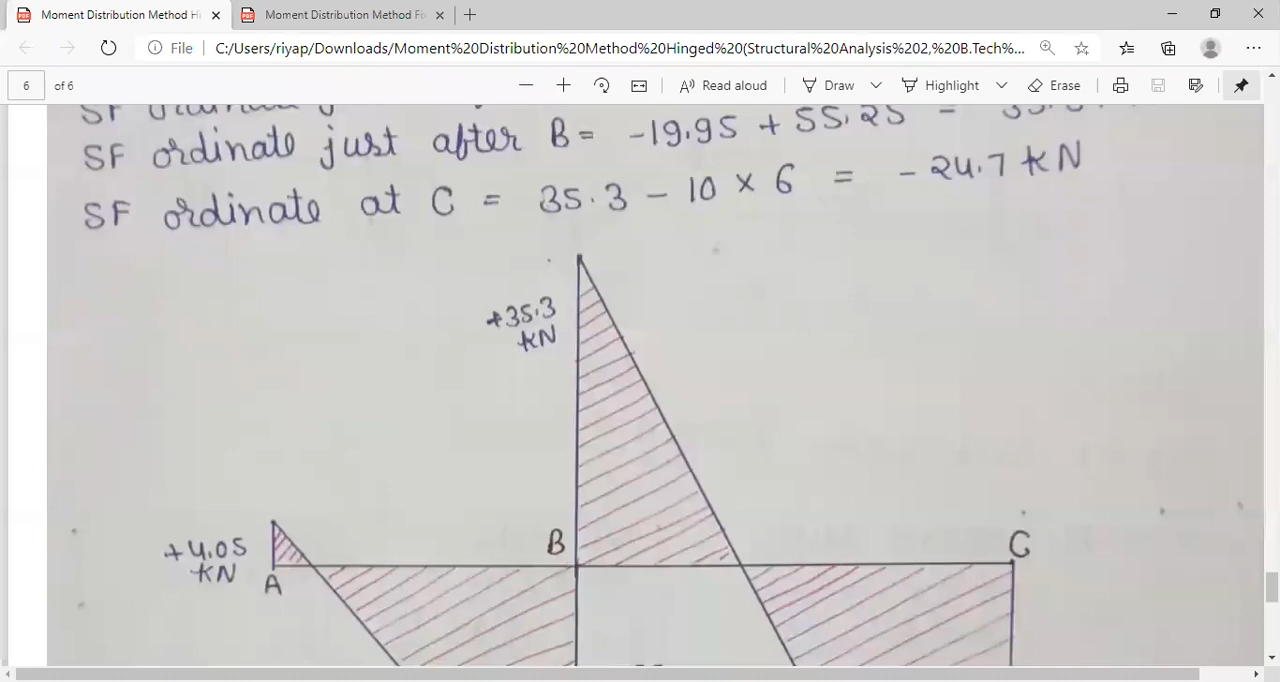 Moment Distribution Method Hi
Moment Distribution Method Fix
File
C:/Users/riyap/Downloads/Moment%20Distribution%20Method%20Hinged%20(Structural%20Analysis%202,%20B.Tech%...
6 of 6
Read aloud
Draw
Highlight
Erase
SF ordinate just after B = -19.95 + 55.25 =
SF ordinate at C = 35.3 - 10 × 6 = - 24.7 kN
+35.3
kN
+4.05
kN
A
B
C